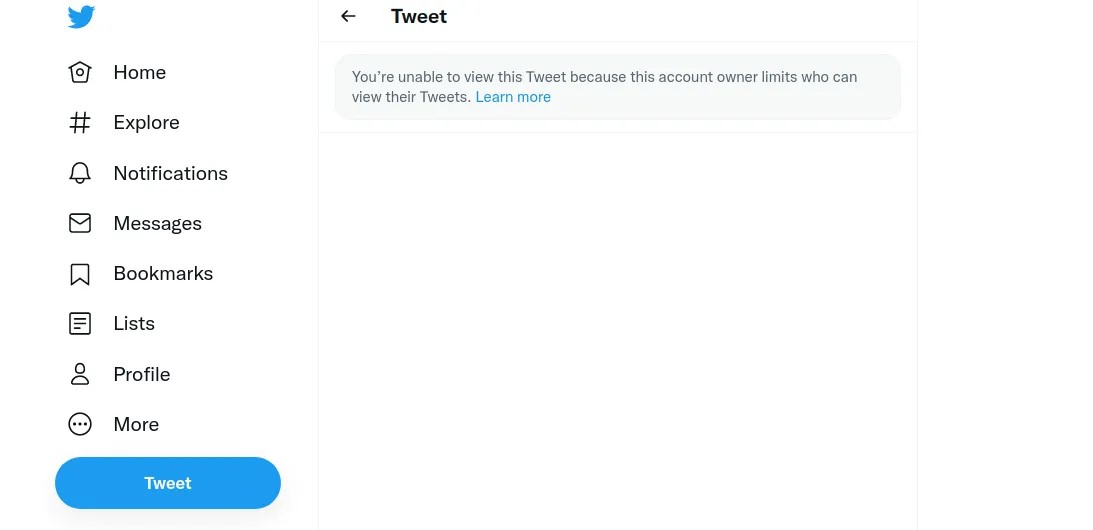 Tweet
You’re unable to view this Tweet because this account owner limits who can
view their Tweets. Learn more
Home
Explore
Notifications
Messages
Bookmarks
Lists
Profile
More
Tweet